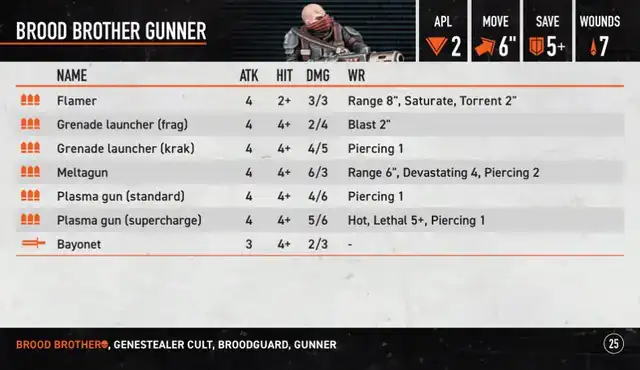 BROOD BROTHER GUNNER
APL
2
MOVE
6"
SAVE
5+
WOUNDS
7
NAME ATK HIT DMG WR
Flamer 4 2+ 3/3 Range 8", Saturate, Torrent 2"
Grenade launcher (frag) 4 4+ 2/4 Blast 2"
Grenade launcher (krak) 4 4+ 4/5 Piercing 1
Meltagun 4 4+ 6/3 Range 6", Devastating 4, Piercing 2
Plasma gun (standard) 4 4+ 4/6 Piercing 1
Plasma gun (supercharge) 4 4+ 5/6 Hot, Lethal 5+, Piercing 1
Bayonet 3 4+ 2/3 -
BROOD BROTHER, GENESTEALER CULT, BROODGUARD, GUNNER
25